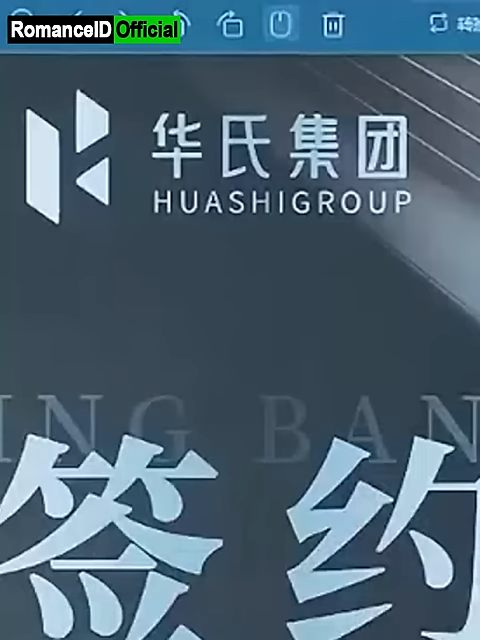 RomanceID Official
华氏集团
HUASHIGROUP
ING BAN
签约